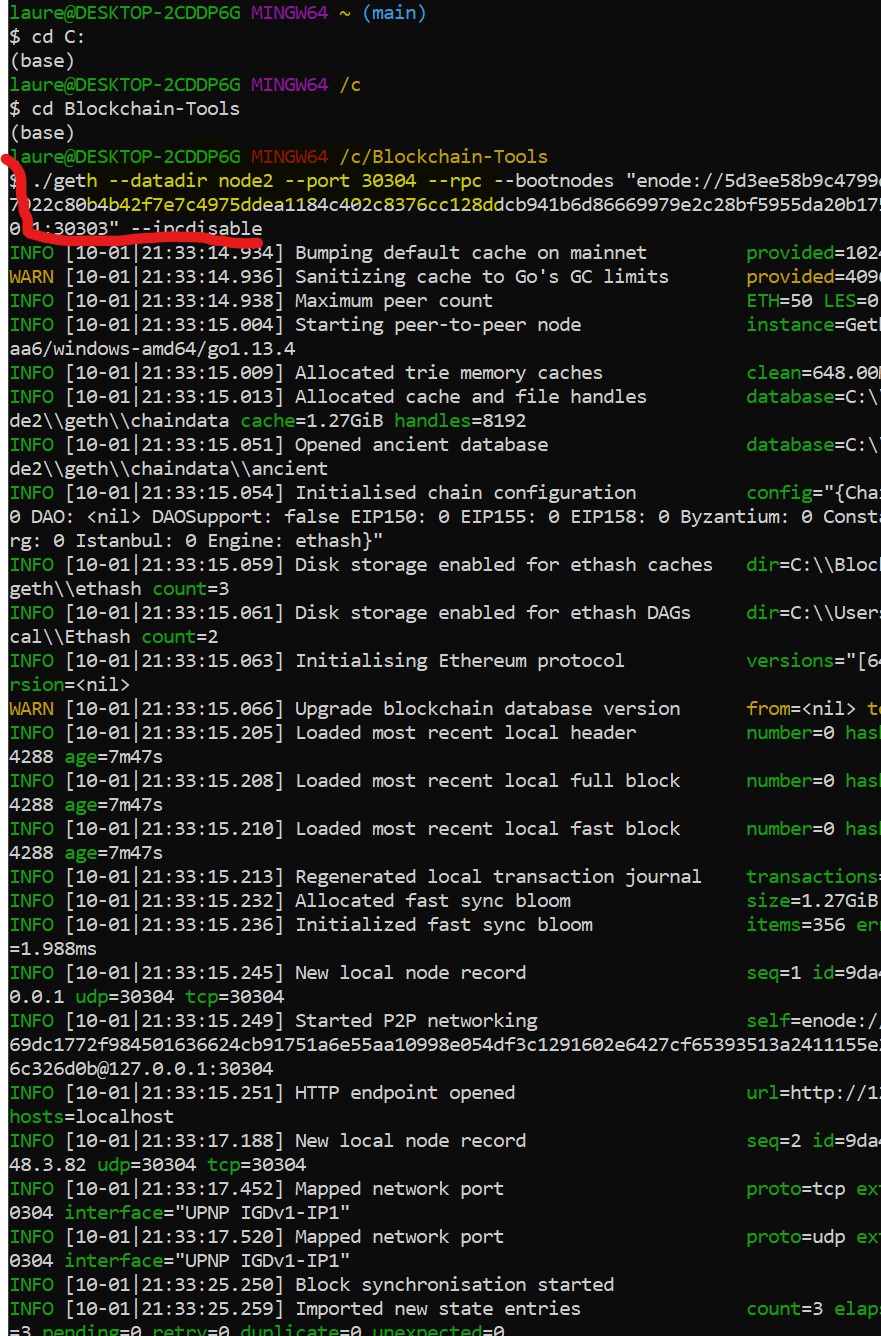 laure@DESKTOP-2CDDP6G MINGW64 ~ (main)
$ cd C:
(base)
laure@DESKTOP-2CDDP6G MINGW64 /c
$ cd Blockchain-Tools
(base)
laure@DESKTOP-2CDDP6G MINGW64 /c/Blockchain-Tools
$ ./geth --datadir node2 --port 30304 --rpc --bootnodes "enode://5d3ee58b9c4799
7022c80b4b42f7e7c4975ddea1184c402c8376cc128ddcb941b6d86669979e2c28bf5955da20b175
0.1:30303" --ipcdisable
INFO [10-01|21:33:14.934] Bumping default cache on mainnet provided=1024
WARN [10-01|21:33:14.936] Sanitizing cache to Go's GC limits provided=4096
INFO [10-01|21:33:14.938] Maximum peer count ETH=50 LES=0
INFO [10-01|21:33:15.004] Starting peer-to-peer node instance=Geth
aa6/windows-amd64/go1.13.4
INFO [10-01|21:33:15.009] Allocated trie memory caches clean=648.00
INFO [10-01|21:33:15.013] Allocated cache and file handles database=C:\
de2\\geth\\chaindata cache=1.27GiB handles=8192
INFO [10-01|21:33:15.051] Opened ancient database database=C:\
de2\\geth\\chaindata\\ancient
INFO [10-01|21:33:15.054] Initialised chain configuration config="{Chai
0 DAO: <nil> DAOSupport: false EIP150: 0 EIP155: 0 EIP158: 0 Byzantium: 0 Consta
rg: 0 Istanbul: 0 Engine: ethash}"
INFO [10-01|21:33:15.059] Disk storage enabled for ethash caches dir=C:\\Bloc
geth\\ethash count=3
INFO [10-01|21:33:15.061] Disk storage enabled for ethash DAGs dir=C:\\Users
cal\\Ethash count=2
INFO [10-01|21:33:15.063] Initialising Ethereum protocol versions="[64
rsion=<nil>
WARN [10-01|21:33:15.066] Upgrade blockchain database version from=<nil> to
INFO [10-01|21:33:15.205] Loaded most recent local header number=0 hash
4288 age=7m47s
INFO [10-01|21:33:15.208] Loaded most recent local full block number=0 hash
4288 age=7m47s
INFO [10-01|21:33:15.210] Loaded most recent local fast block number=0 hash
4288 age=7m47s
INFO [10-01|21:33:15.213] Regenerated local transaction journal transactions=
INFO [10-01|21:33:15.232] Allocated fast sync bloom size=1.27GiB
INFO [10-01|21:33:15.236] Initialized fast sync bloom items=356 err
=1.988ms
INFO [10-01|21:33:15.245] New local node record seq=1 id=9da4
0.0.1 udp=30304 tcp=30304
INFO [10-01|21:33:15.249] Started P2P networking self=enode:/
69dc1772f984501636624cb91751a6e55aa10998e054df3c1291602e6427cf65393513a2411155e
6c326d0b@127.0.0.1:30304
INFO [10-01|21:33:15.251] HTTP endpoint opened url=http://12
hosts=localhost
INFO [10-01|21:33:17.188] New local node record seq=2 id=9da4
48.3.82 udp=30304 tcp=30304
INFO [10-01|21:33:17.452] Mapped network port proto=tcp ext
0304 interface="UPNP IGDv1-IP1"
INFO [10-01|21:33:17.520] Mapped network port proto=udp ext
0304 interface="UPNP IGDv1-IP1"
INFO [10-01|21:33:25.250] Block synchronisation started
INFO [10-01|21:33:25.259] Imported new state entries count=3 elap
=3 pending=0 retry=0 duplicate=0 unexpected=0